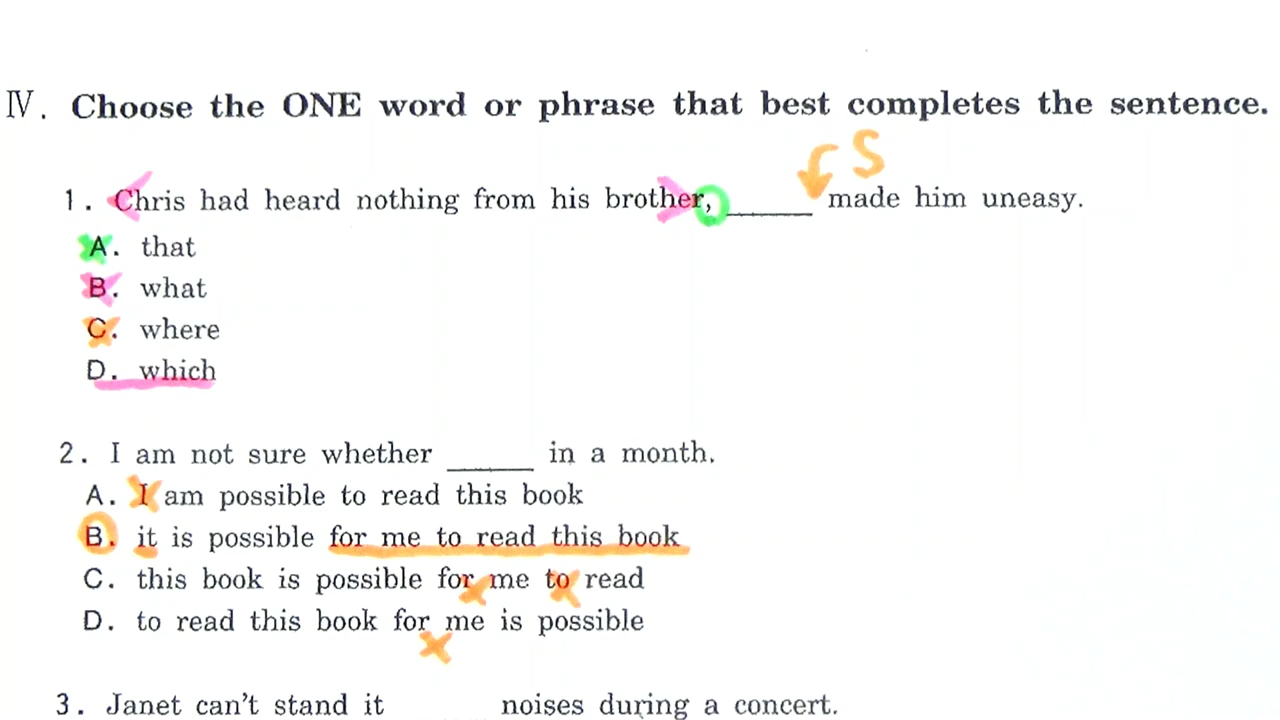 Ⅳ. Choose the ONE word or phrase that best completes the sentence.
S
1. Chris had heard nothing from his brother, _____ made him uneasy.
A. that
B. what
C. where
D. which
2. I am not sure whether _____ in a month.
A. I am possible to read this book
B. it is possible for me to read this book
C. this book is possible for me to read
D. to read this book for me is possible
3. Janet can't stand it noises during a concert.